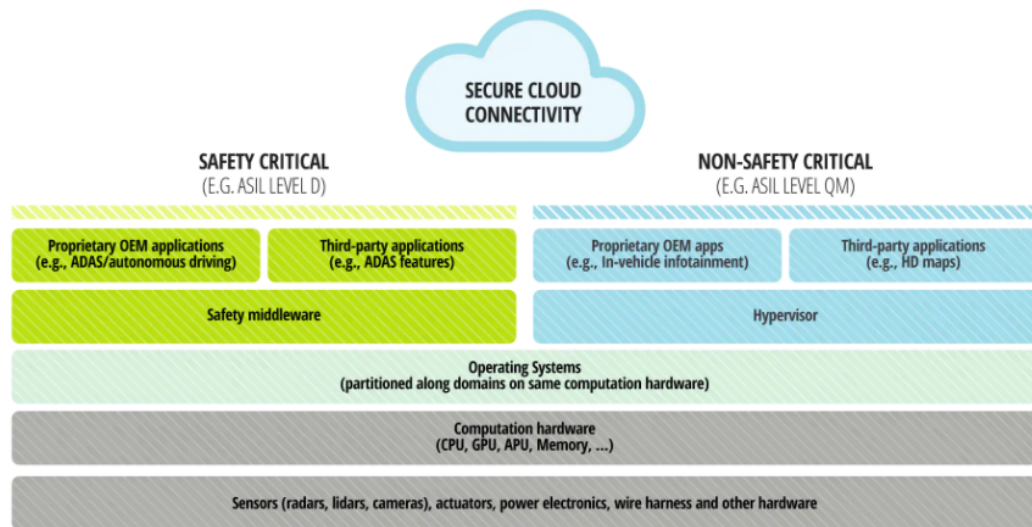 SECURE CLOUD
CONNECTIVITY
SAFETY CRITICAL
(E.G. ASIL LEVEL D)
NON-SAFETY CRITICAL
(E.G. ASIL LEVEL QM)
Proprietary OEM applications
(e.g., ADAS/autonomous driving)
Third-party applications
(e.g., ADAS features)
Proprietary OEM apps
(e.g., In-vehicle infotainment)
Third-party applications
(e.g., HD maps)
Safety middleware
Hypervisor
Operating Systems
(partitioned along domains on same computation hardware)
Computation hardware
(CPU, GPU, APU, Memory, ...)
Sensors (radars, lidars, cameras), actuators, power electronics, wire harness and other hardware